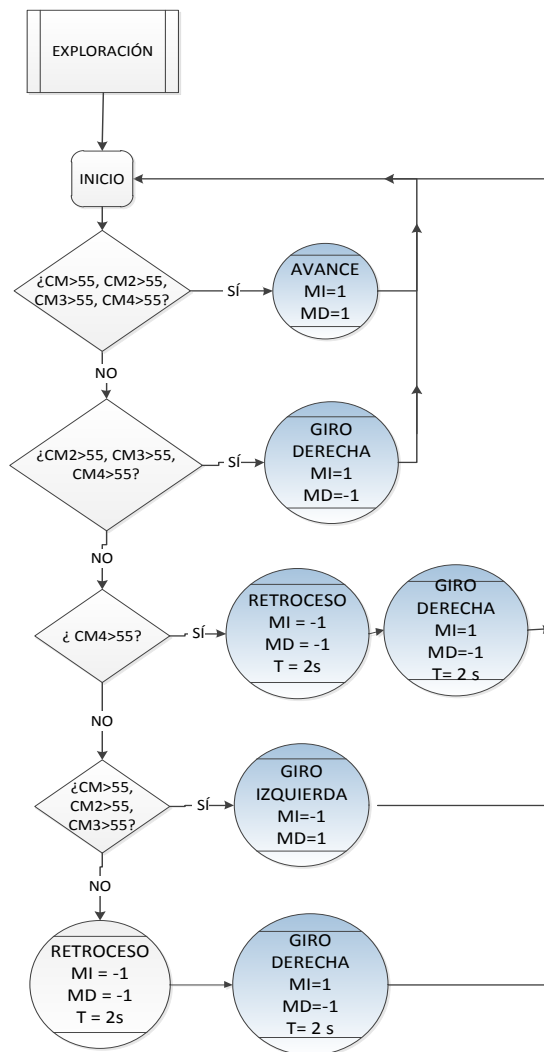 EXPLORACIÓN
INICIO
¿CM>55, CM2>55,
CM3>55, CM4>55?
SÍ
AVANCE
MI=1
MD=1
NO
¿CM2>55, CM3>55,
CM4>55?
SÍ
GIRO
DERECHA
MI=1
MD=-1
NO
¿ CM4>55?
SÍ
RETROCESO
MI = -1
MD = -1
T = 2s
GIRO
DERECHA
MI=1
MD=-1
T= 2 s
NO
¿CM>55,
CM2>55,
CM3>55?
SÍ
GIRO
IZQUIERDA
MI=-1
MD=1
NO
RETROCESO
MI = -1
MD = -1
T = 2s
GIRO
DERECHA
MI=1
MD=-1
T= 2 s